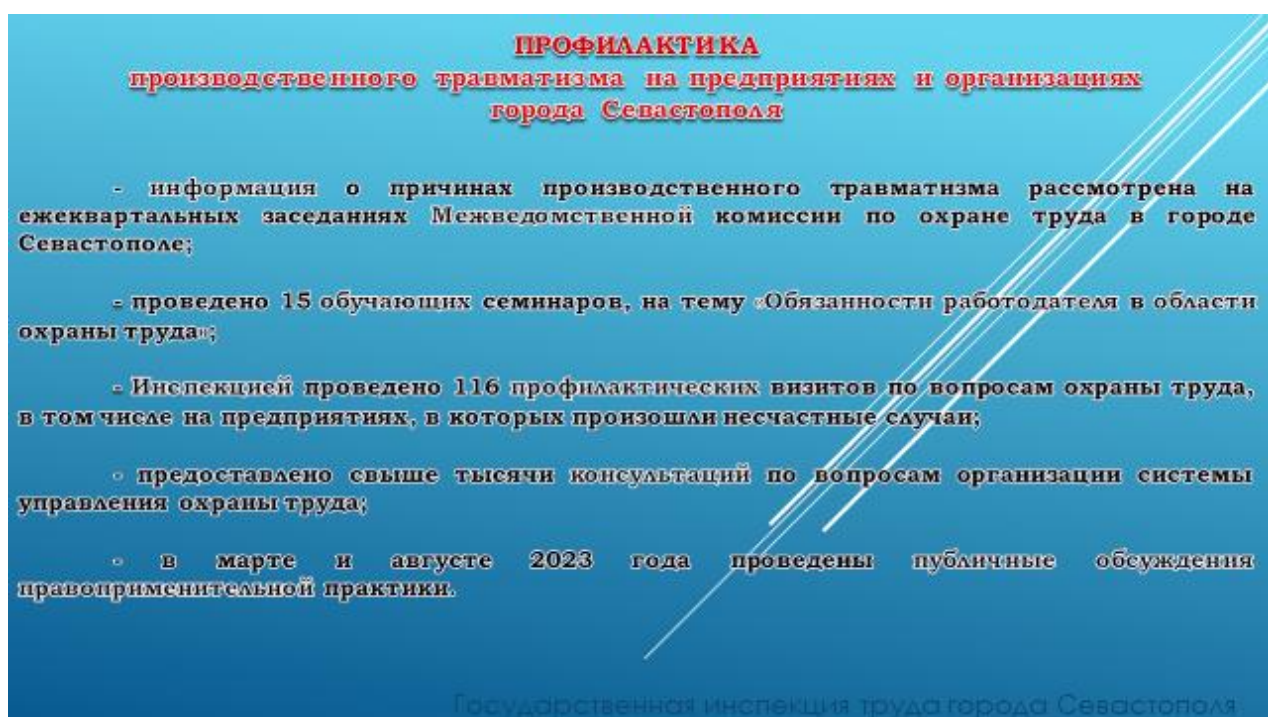 ПРОФИЛАКТИКА
производственного травматизма на предприятиях и организациях
города Севастополя
- информация о причинах производственного травматизма рассмотрена на
ежеквартальных заседаниях Межведомственной комиссии по охране труда в городе
Севастополе;
- проведено 15 обучающих семинаров, на тему «Обязанности работодателя в области
охраны труда»;
- Инспекцией проведено 116 профилактических визитов по вопросам охраны труда,
в том числе на предприятиях, в которых произошли несчастные случаи;
- предоставлено свыше тысячи консультаций по вопросам организации системы
управления охраны труда;
- в марте и августе 2023 года проведены публичные обсуждения
правоприменительной практики.
Государственная инспекция труда города Севастополя